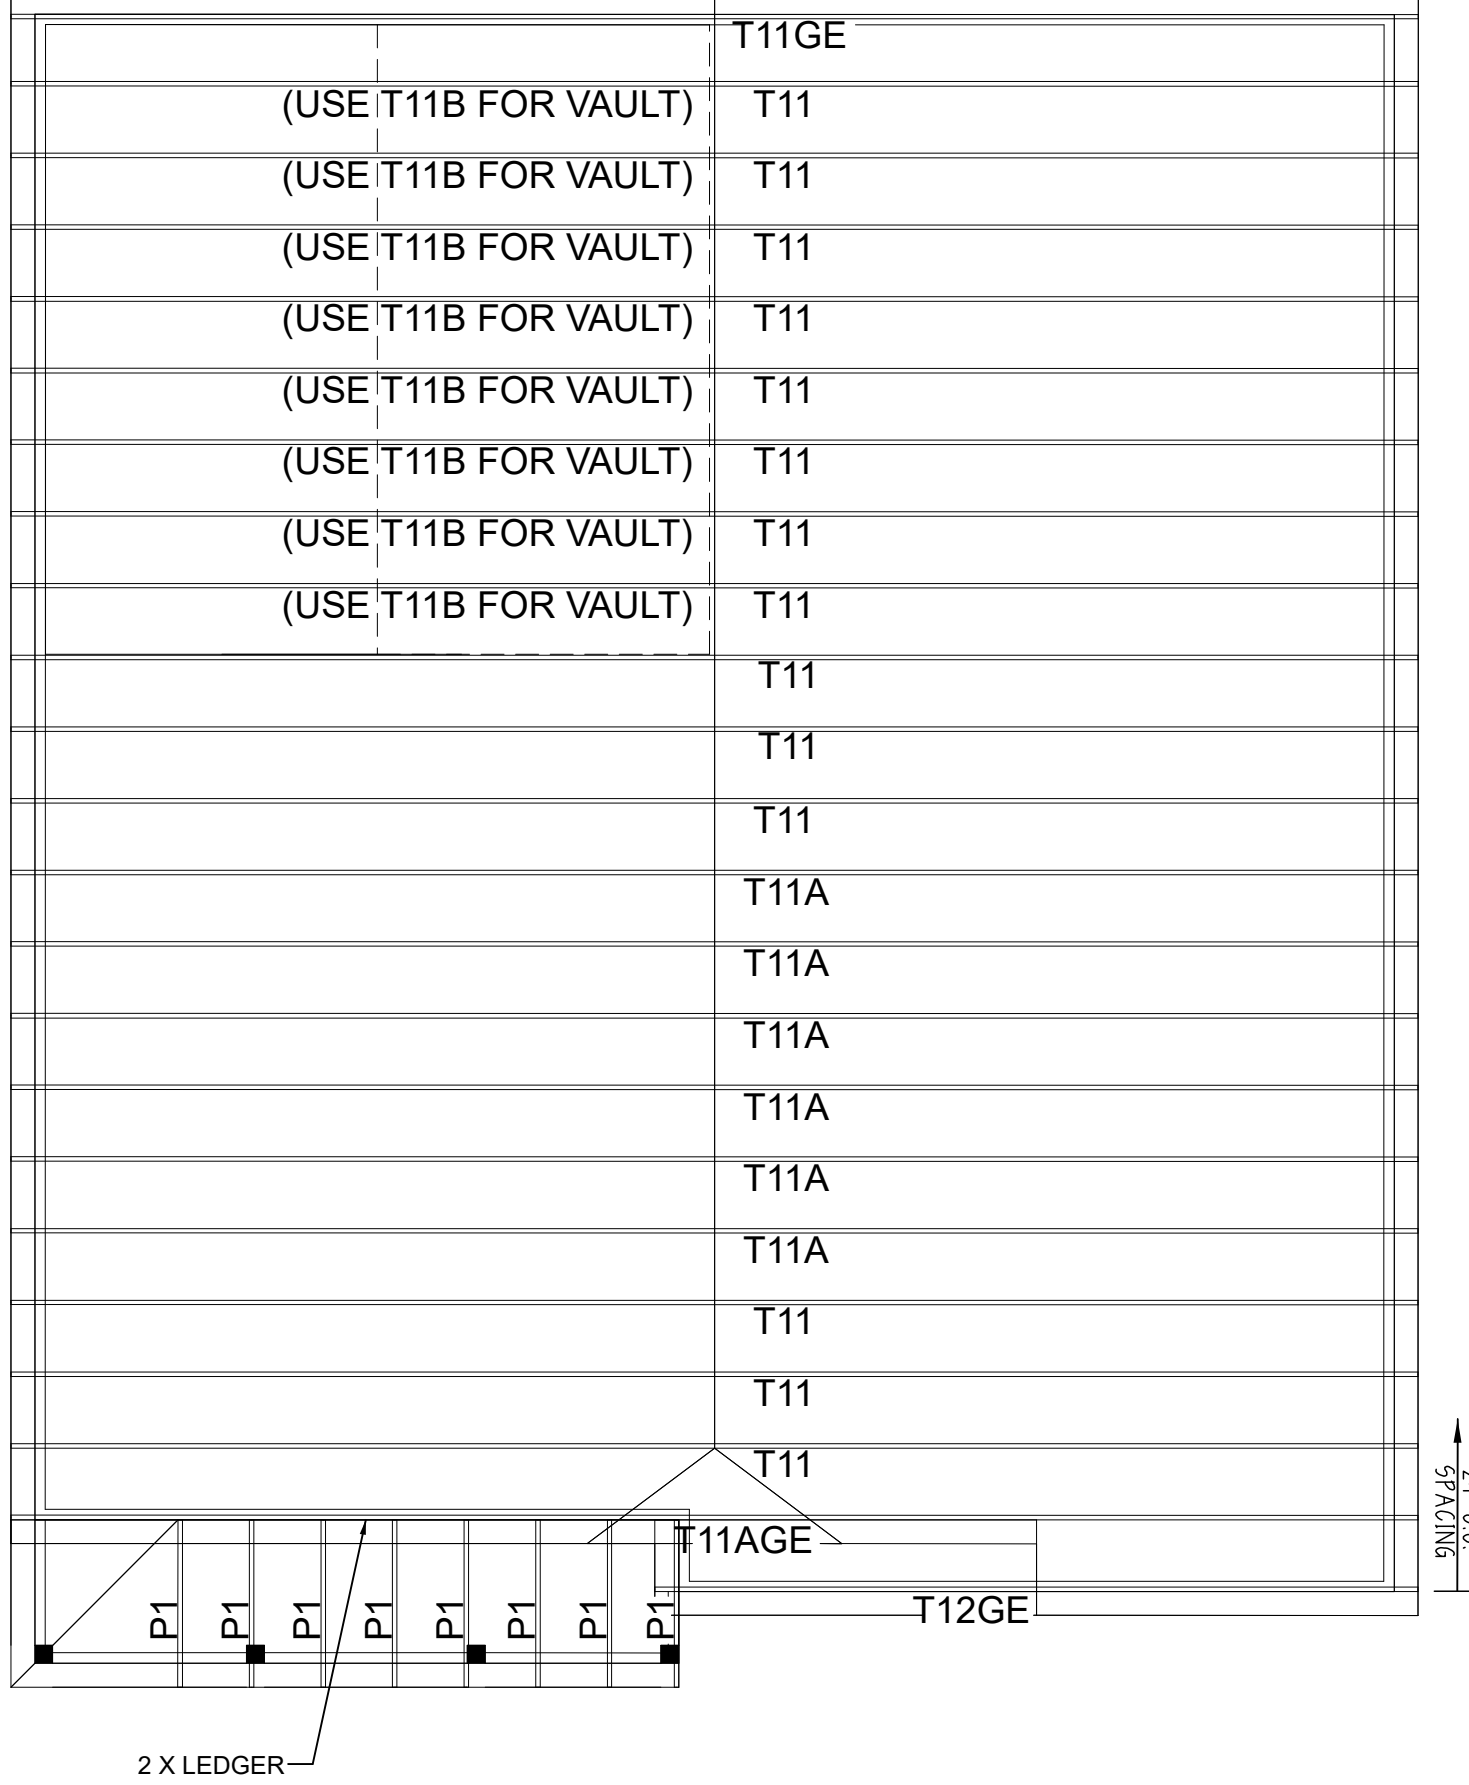 T11GE
(USE T11B FOR VAULT) T11
(USE T11B FOR VAULT) T11
(USE T11B FOR VAULT) T11
(USE T11B FOR VAULT) T11
(USE T11B FOR VAULT) T11
(USE T11B FOR VAULT) T11
(USE T11B FOR VAULT) T11
(USE T11B FOR VAULT) T11
T11
T11
T11
T11A
T11A
T11A
T11A
T11A
T11A
T11
T11
T11
SPACING
T11AGE
T12GE
P1 P1 P1 P1 P1 P1 P1 P1
2 X LEDGER